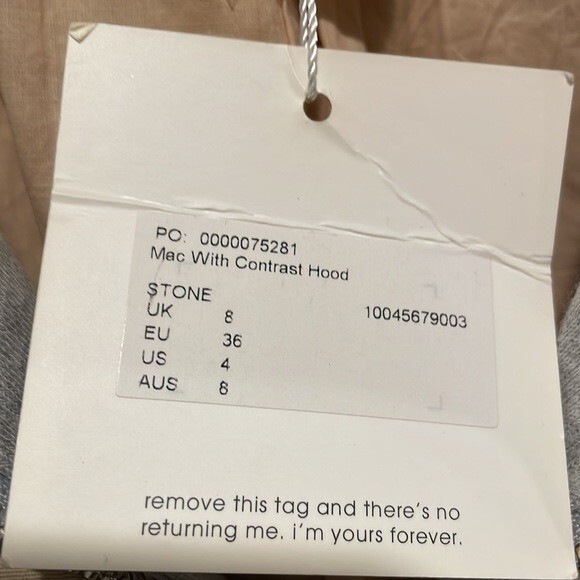 PO: 0000075281
Mac With Contrast Hood
STONE
UK 8 10045679003
EU 36
US 4
AUS 8
remove this tag and there's no
returning me. i'm yours forever.